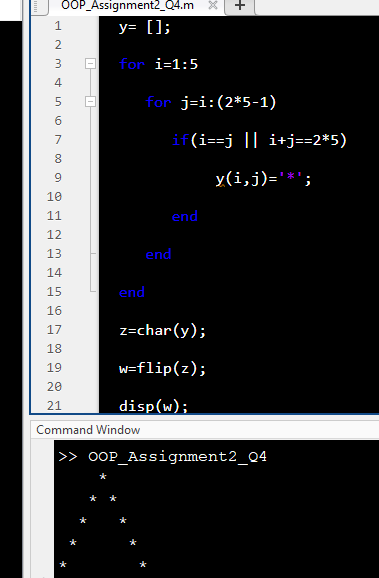 OOP_Assignment2_Q4.m × +
1 y= [];
2
3 for i=1:5
4
5 for j=i:(2*5-1)
6
7 if(i==j || i+j==2*5)
8
9 y(i,j)='*';
10
11 end
12
13 end
14
15 end
16
17 z=char(y);
18
19 w=flip(z);
20
21 disp(w);
Command Window
>> OOP_Assignment2_Q4
    *
   * *
  *   *
 *     *
*       *